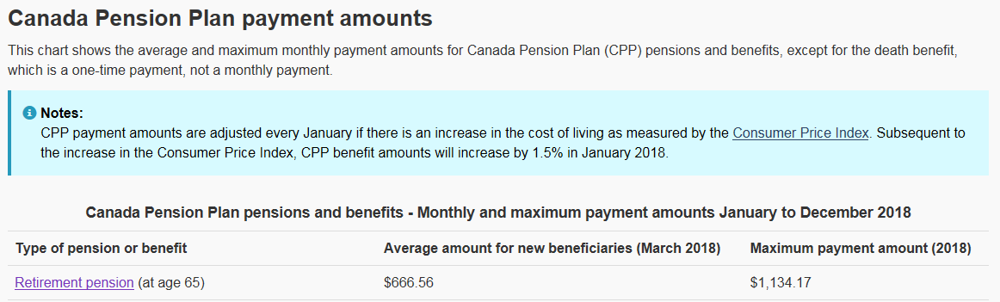 Canada Pension Plan payment amounts
This chart shows the average and maximum monthly payment amounts for Canada Pension Plan (CPP) pensions and benefits, except for the death benefit,
which is a one-time payment, not a monthly payment.
Notes:
CPP payment amounts are adjusted every January if there is an increase in the cost of living as measured by the Consumer Price Index. Subsequent to
the increase in the Consumer Price Index, CPP benefit amounts will increase by 1.5% in January 2018.
Canada Pension Plan pensions and benefits - Monthly and maximum payment amounts January to December 2018
Type of pension or benefit Average amount for new beneficiaries (March 2018) Maximum payment amount (2018)
Retirement pension (at age 65) $666.56 $1,134.17